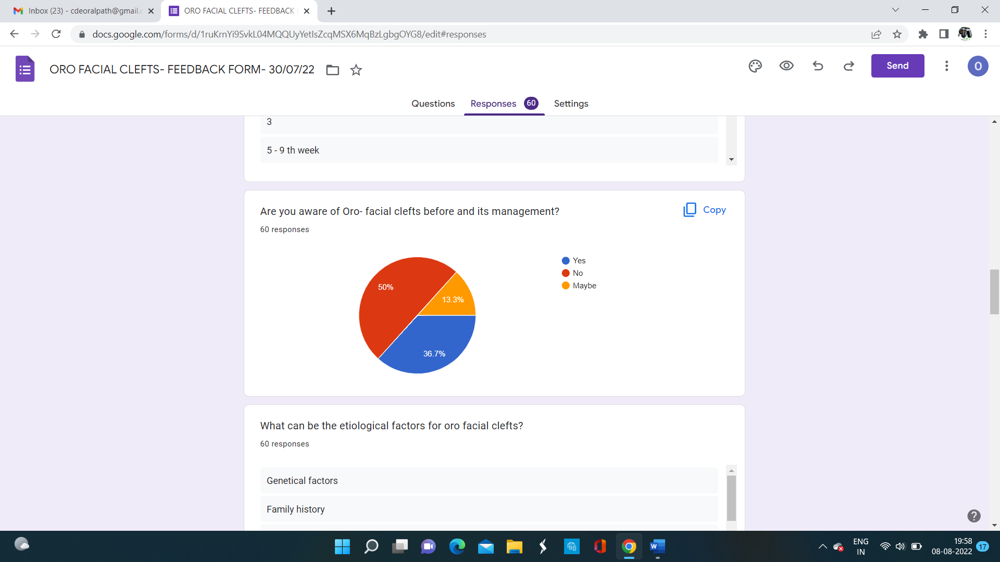 Inbox (23) - cdeoralpath@gmail.c
ORO FACIAL CLEFTS- FEEDBACK F
docs.google.com/forms/d/1ruKrnYi9SvkL04MQQUyYetIsZcqMSX6MqBzLgbgOYG8/edit#responses
ORO FACIAL CLEFTS- FEEDBACK FORM- 30/07/22
Send
O
Questions
Responses 60
Settings
3
5 - 9 th week
Are you aware of Oro- facial clefts before and its management?
Copy
60 responses
Yes
No
Maybe
50%
13.3%
36.7%
What can be the etiological factors for oro facial clefts?
60 responses
Genetical factors
Family history
ENG
IN
19:58
08-08-2022
17